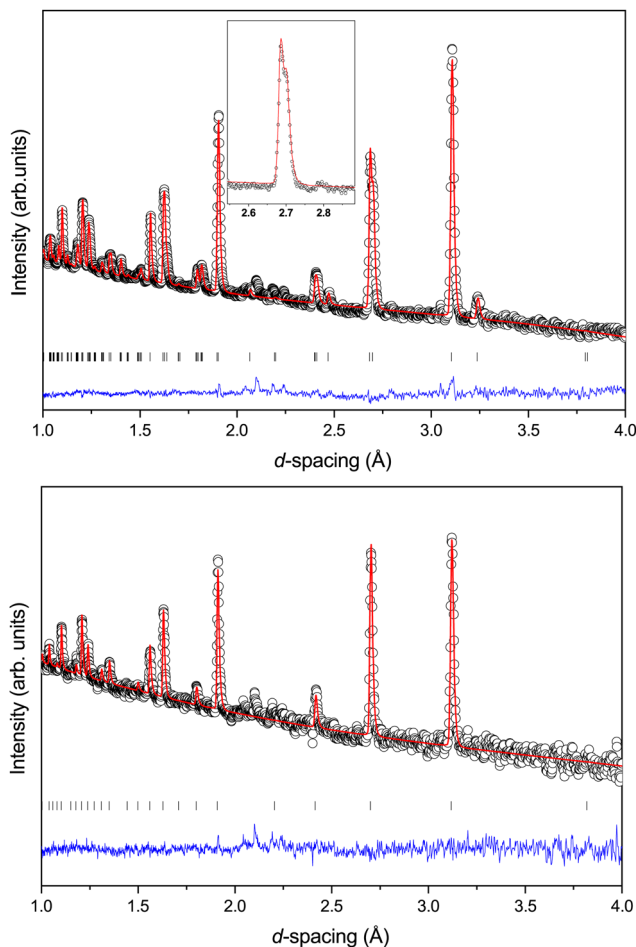 Intensity (arb.units)
2.6 2.7 2.8
1.0 1.5 2.0 2.5 3.0 3.5 4.0
d-spacing (Å)
Intensity (arb. units)
1.0 1.5 2.0 2.5 3.0 3.5 4.0
d-spacing (Å)